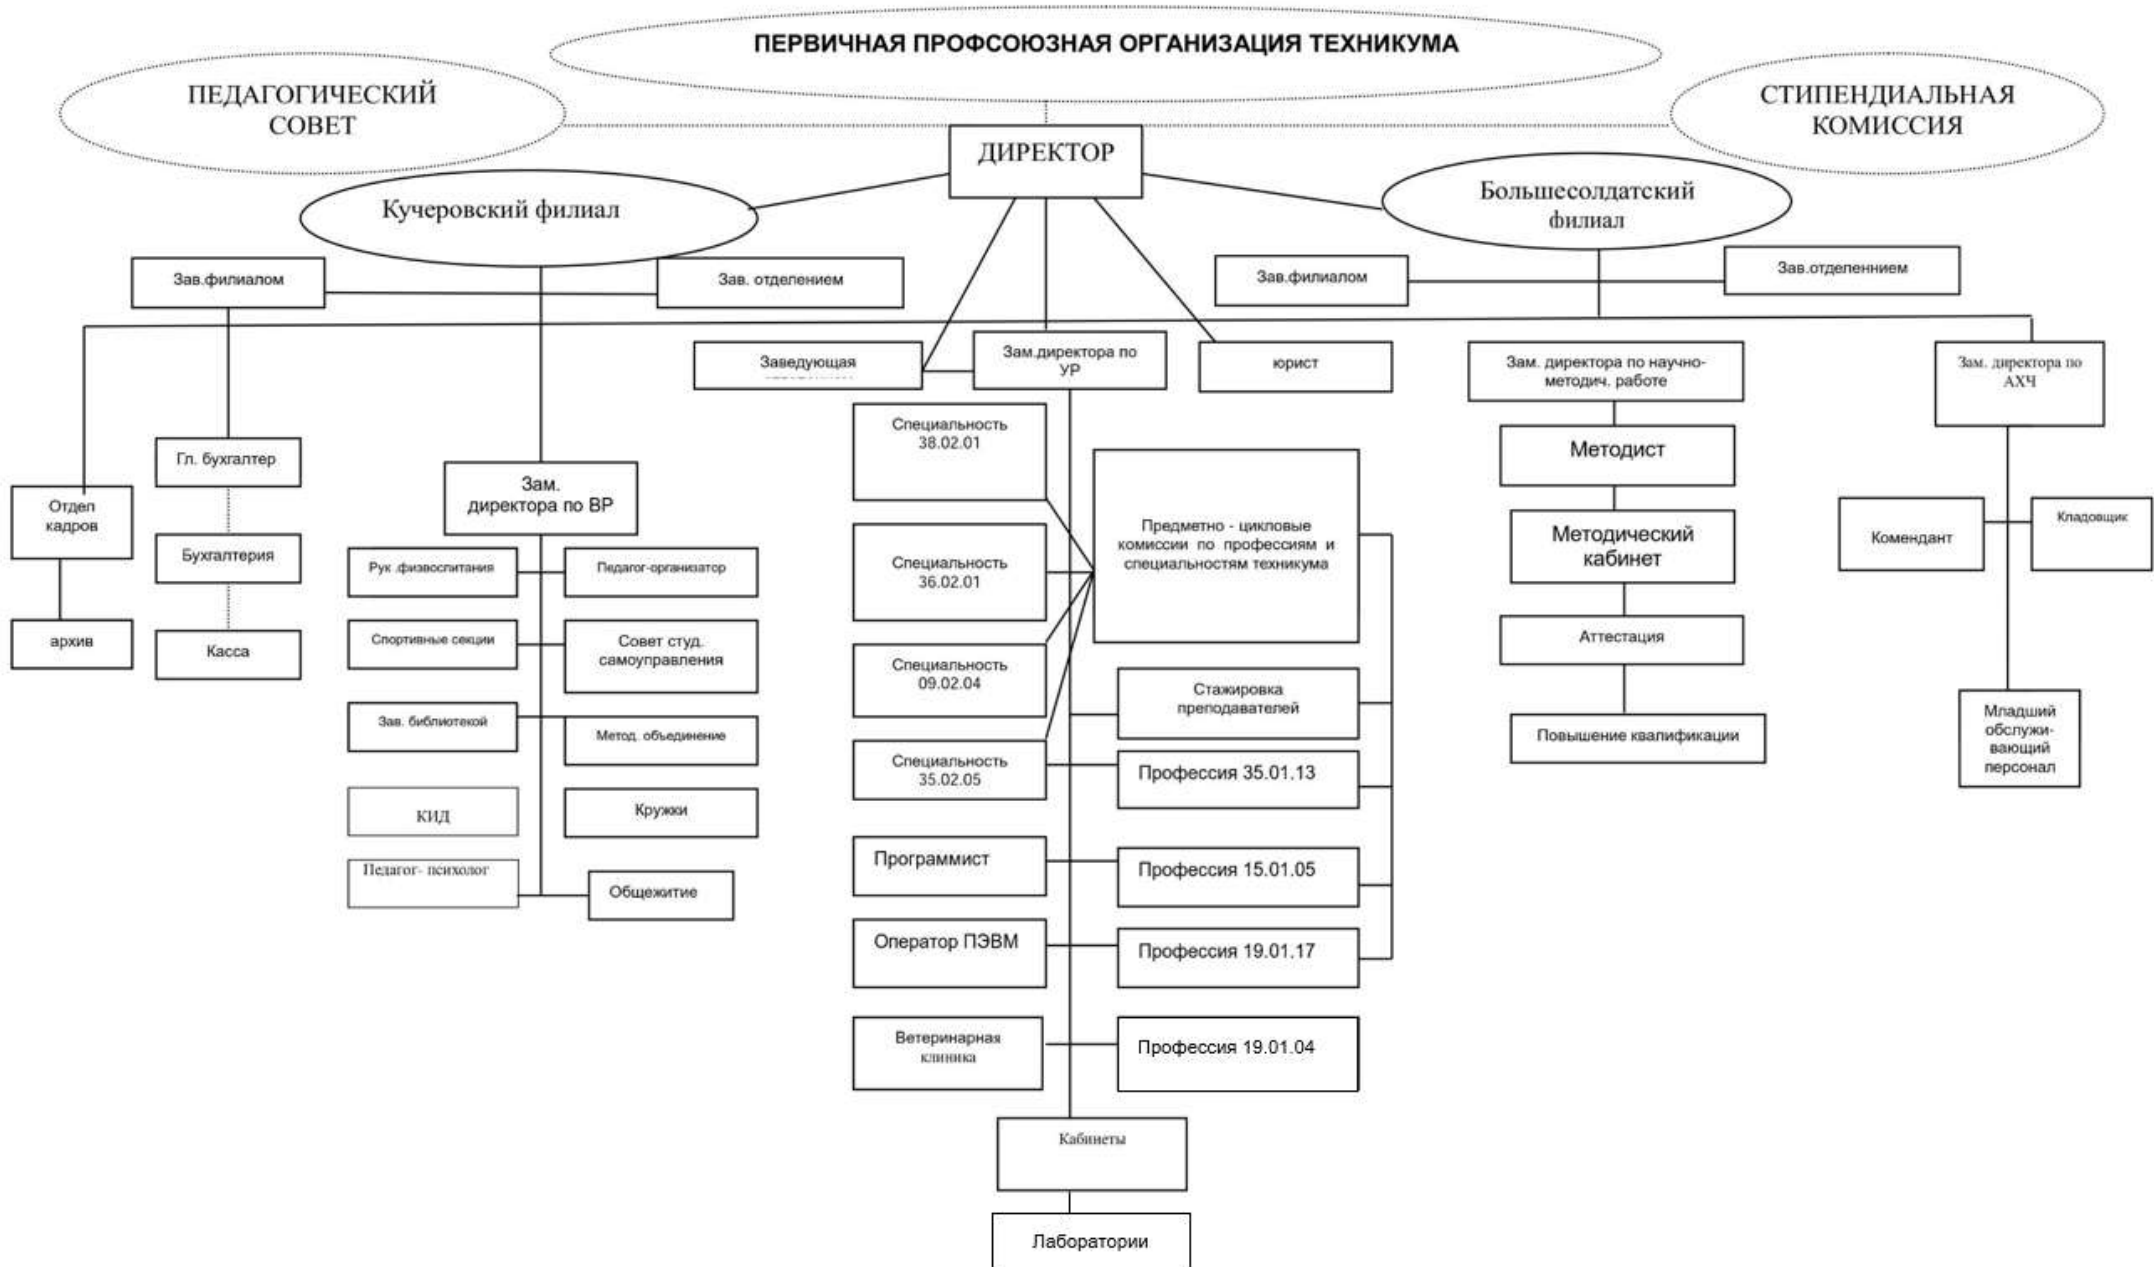 ПЕРВИЧНАЯ ПРОФСОЮЗНАЯ ОРГАНИЗАЦИЯ ТЕХНИКУМА
ПЕДАГОГИЧЕСКИЙ
СОВЕТ
СТИПЕНДИАЛЬНАЯ
КОМИССИЯ
ДИРЕКТОР
Кучеровский филиал
Большесолдатский
филиал
Зав.филиалом
Зав. отделением
Зав.филиалом
Зав.отделеннием
Заведующая
Зам.директора по
УР
юрист
Зам. директора по научно-
методич. работе
Зам. директора по
АХЧ
Отдел
кадров
архив
Гл. бухгалтер
Бухгалтерия
Касса
Зам.
директора по ВР
Рук .физвоспитания
Педагог-организатор
Спортивные секции
Совет студ.
самоуправления
Зав. библиотекой
Метод. объединение
КИД
Кружки
Педагог- психолог
Общежитие
Специальность
38.02.01
Специальность
36.02.01
Специальность
09.02.04
Специальность
35.02.05
Программист
Оператор ПЭВМ
Ветеринарная
клиника
Предметно - цикловые
комиссии по профессиям и
специальностям техникума
Стажировка
преподавателей
Профессия 35.01.13
Профессия 15.01.05
Профессия 19.01.17
Профессия 19.01.04
Кабинеты
Лаборатории
Методист
Методический
кабинет
Аттестация
Повышение квалификации
Комендант
Кладовщик
Младший
обслужи-
вающий
персонал